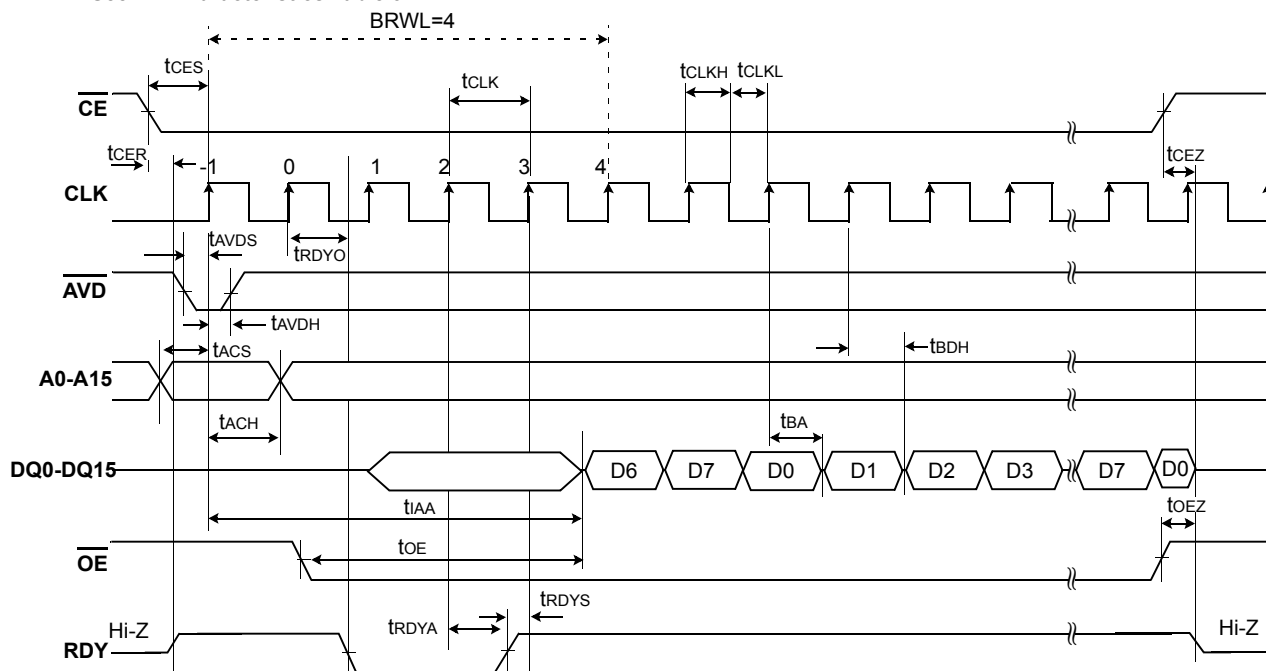 BRWL=4
tCES
tCLK
tCLKH
tCLKL
CE
tCER
-1
0
1
2
3
4
tCEZ
CLK
tAVDS
tRDYO
AVD
tAVDH
tACS
tBDH
A0-A15
tACH
tBA
DQ0-DQ15
D6
D7
D0
D1
D2
D3
D7
D0
tIAA
tOEZ
tOE
OE
tRDYS
Hi-Z
tRDYA
Hi-Z
RDY